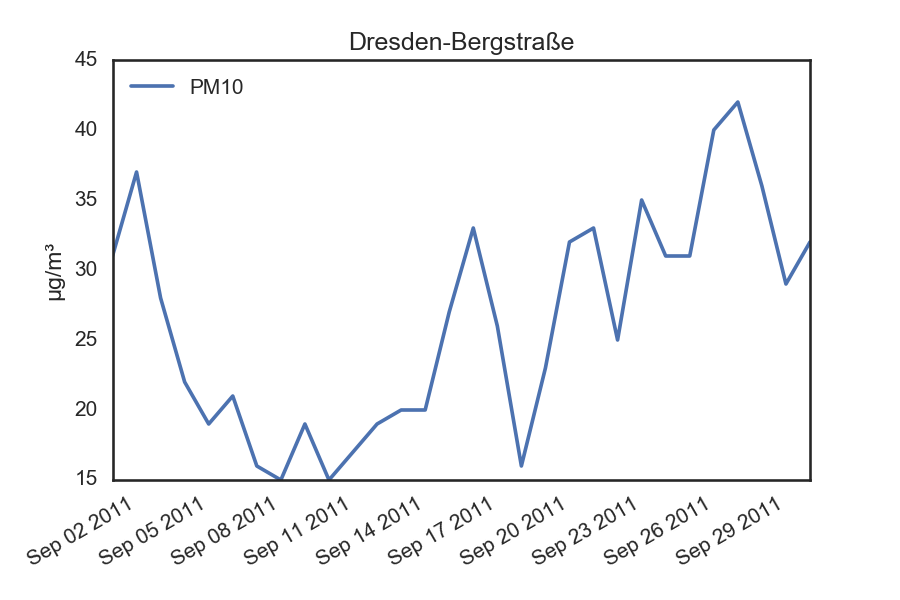 Dresden-Bergstraße
PM10
45
40
35
30
25
20
15
µg/m³
Sep 02 2011
Sep 05 2011
Sep 08 2011
Sep 11 2011
Sep 14 2011
Sep 17 2011
Sep 20 2011
Sep 23 2011
Sep 26 2011
Sep 29 2011